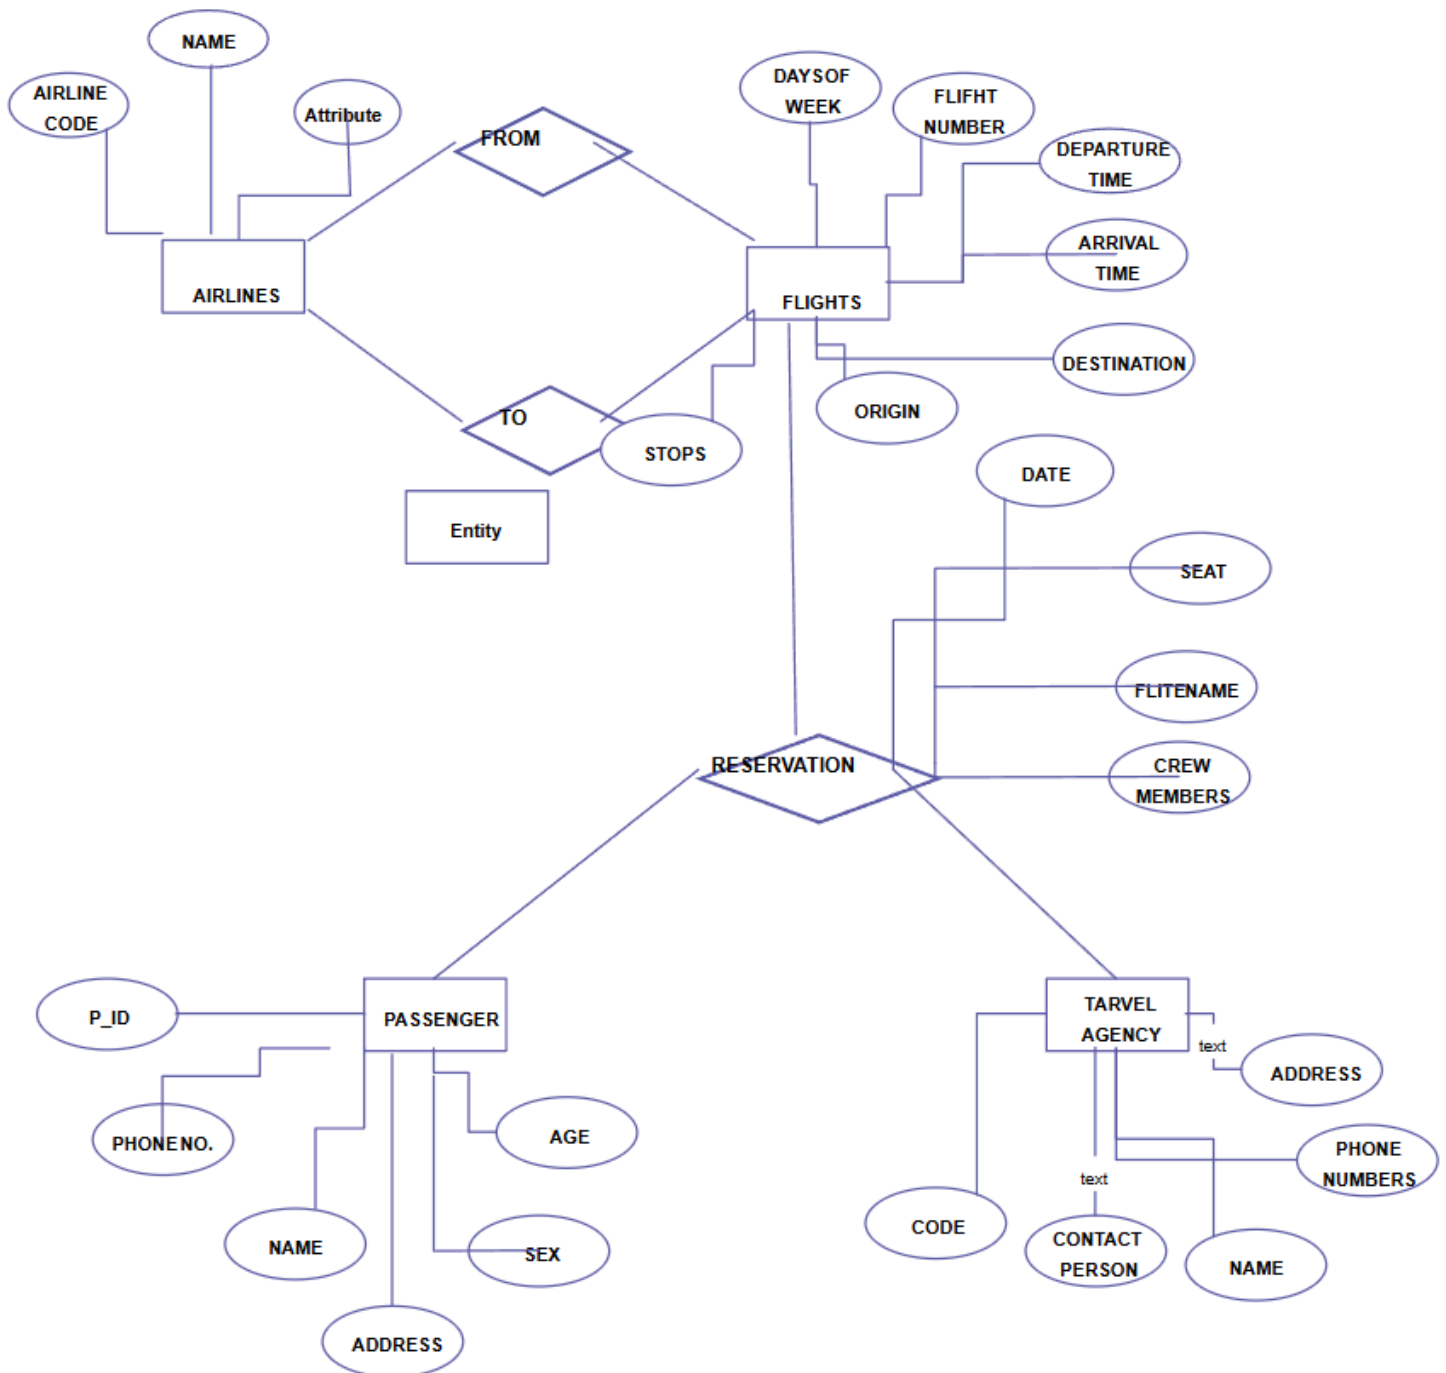 NAME
AIRLINE
CODE
Attribute
FROM
DAYSOF
WEEK
FLIFHT
NUMBER
DEPARTURE
TIME
ARRIVAL
TIME
AIRLINES
FLIGHTS
DESTINATION
ORIGIN
TO
STOPS
DATE
Entity
SEAT
FLITENAME
RESERVATION
CREW
MEMBERS
P_ID
PASSENGER
TARVEL
AGENCY
text
ADDRESS
PHONENO.
AGE
PHONE
NUMBERS
text
NAME
SEX
CODE
CONTACT
PERSON
NAME
ADDRESS